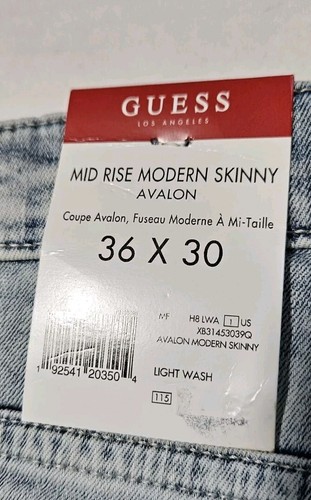 GUESS
LOS ANGELES
MID RISE MODERN SKINNY
AVALON
Coupe Avalon, Fuseau Moderne À Mi-Taille
36 X 30
MF H8 LWA 1 US
XB31453039Q
AVALON MODERN SKINNY
1 92541 20350 4
LIGHT WASH
115